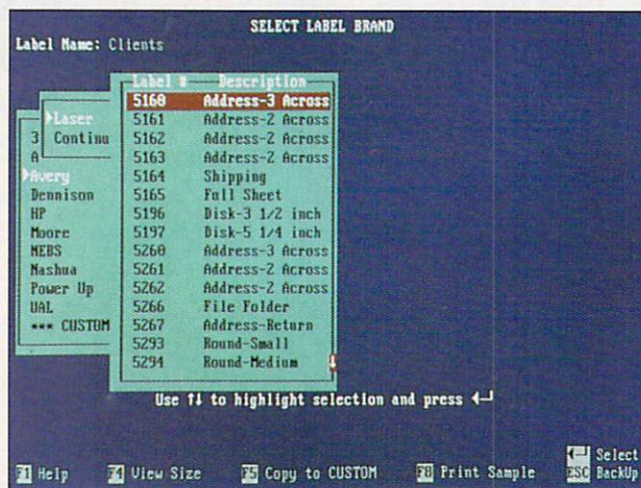 SELECT LABEL BRAND
Label Name: Clients
Label # Description
5160 Address-3 Across
5161 Address-2 Across
5162 Address-2 Across
5163 Address-2 Across
5164 Shipping
5165 Full Sheet
5196 Disk-3 1/2 inch
5197 Disk-5 1/4 inch
5260 Address-3 Across
5261 Address-2 Across
5262 Address-2 Across
5266 File Folder
5267 Address-Return
5293 Round-Small
5294 Round-Medium
Laser
Continu
3
A
Avery
Dennison
HP
Moore
NEBS
Nashua
Power Up
UAL
*** CUSTOM
Use ↑↓ to highlight selection and press ←┘
←┘ Select
F1 Help F4 View Size F5 Copy to CUSTOM F8 Print Sample ESC BackUp